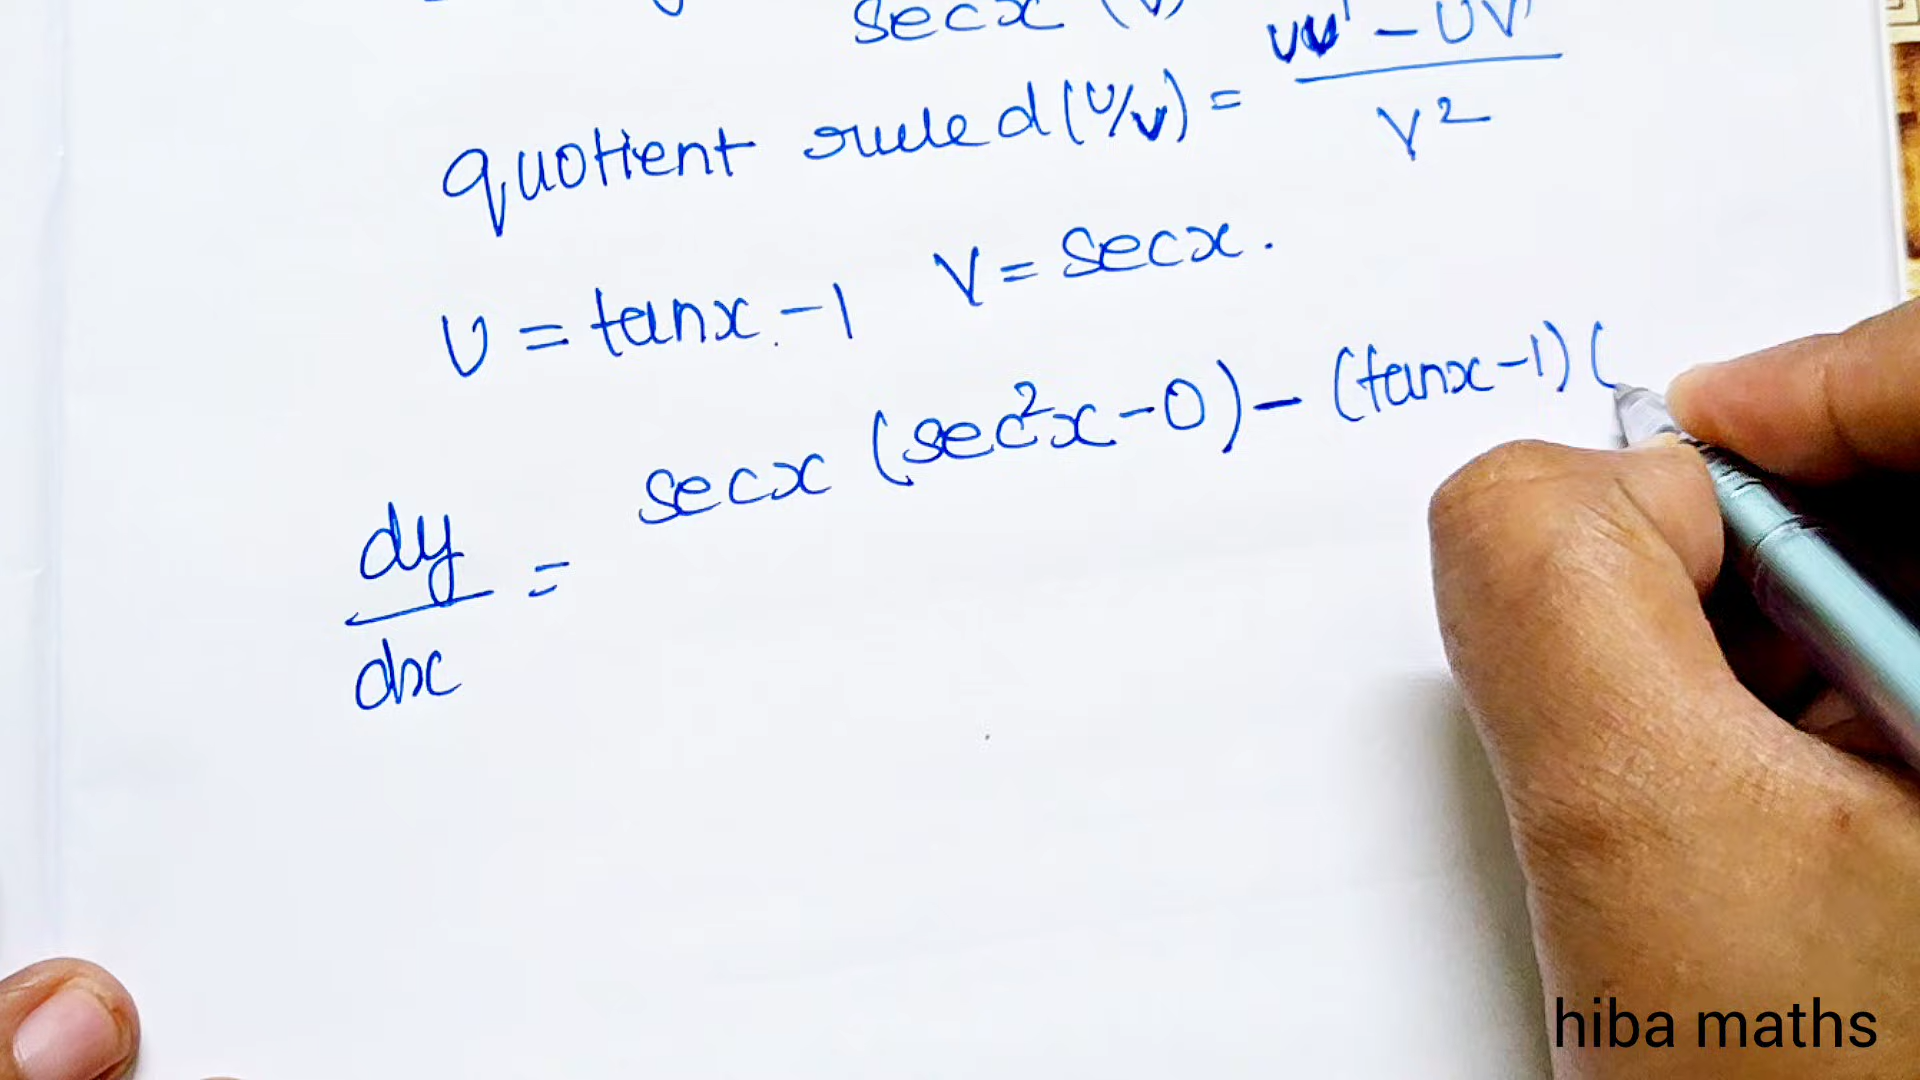 secx (V)
quotient rule d(U/V) = VU' - UV' / V²
U = tanx - 1 V = secx.
dy/dx = secx (sec²x - 0) - (tanx - 1) (
hiba maths